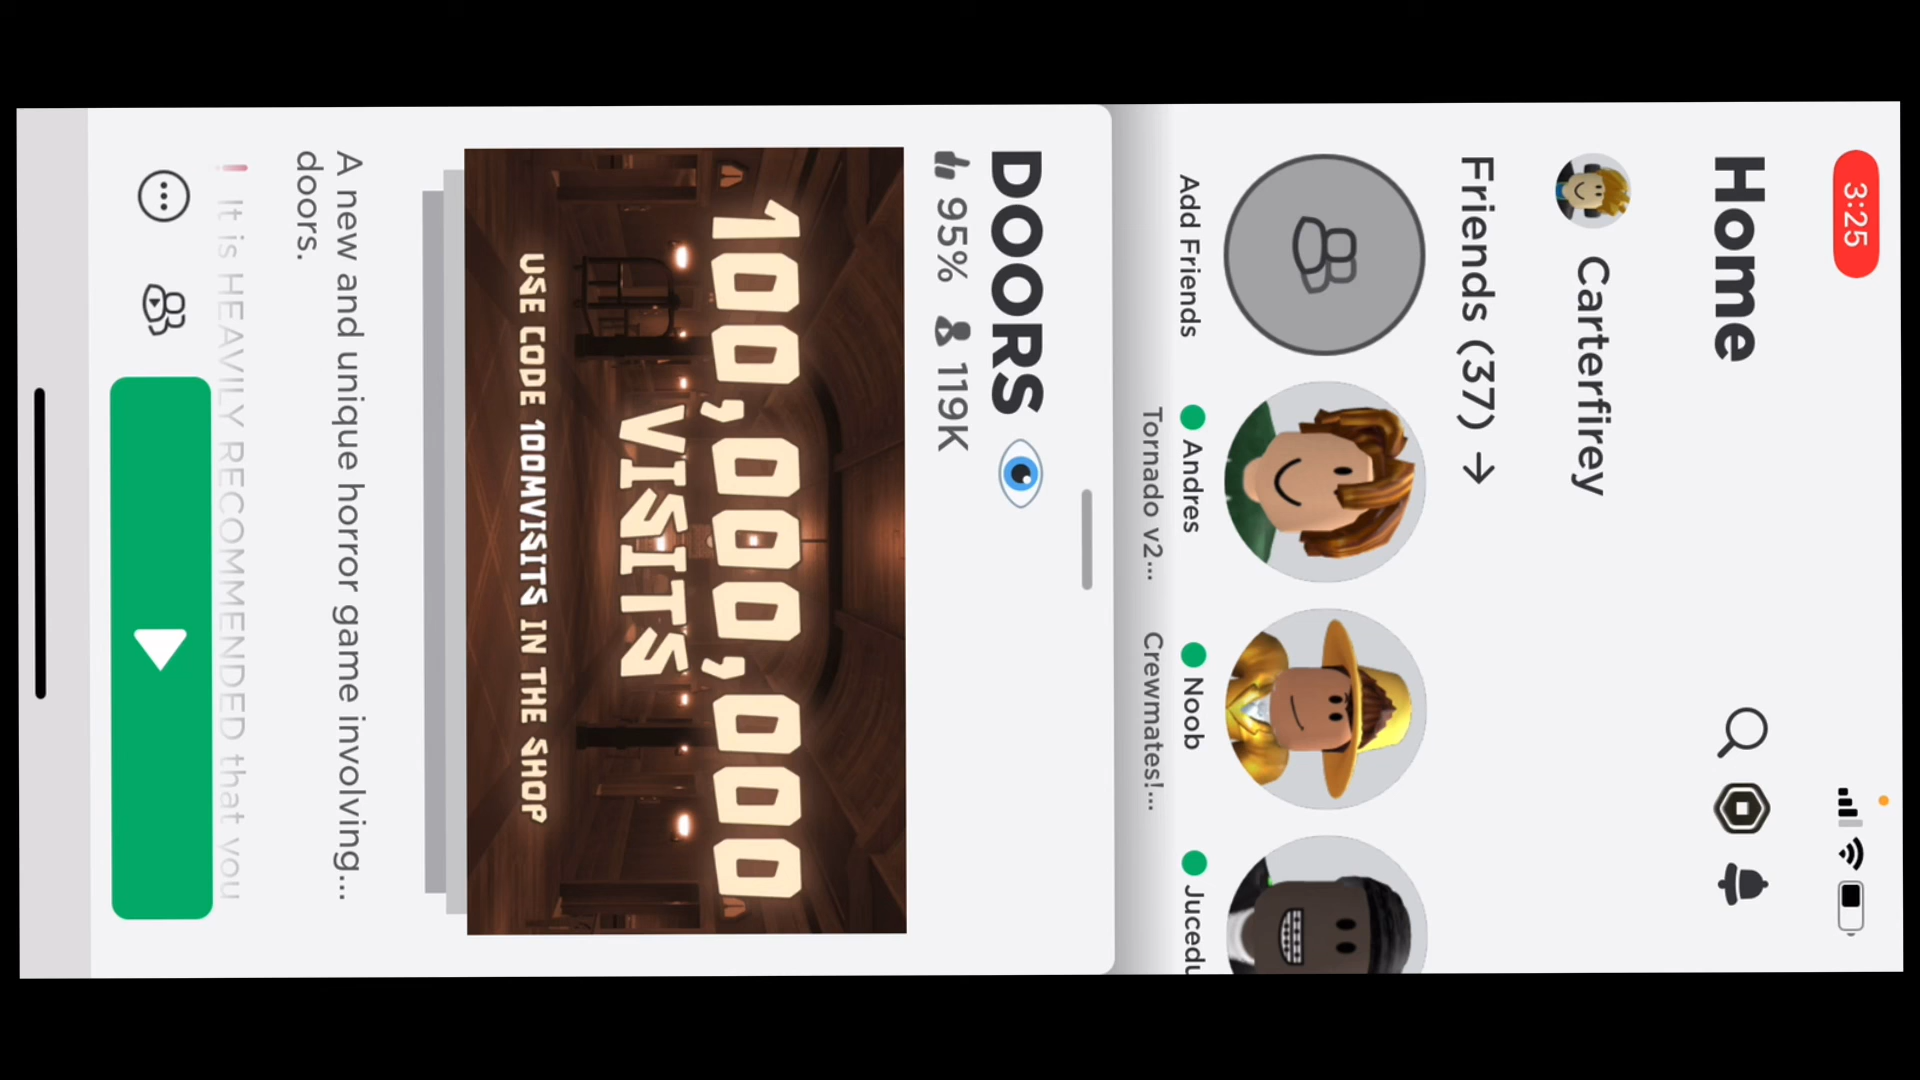 3:25
Home
Carterfirey
Friends (37) →
Add Friends
Andres
Tornado v2...
Noob
Crewmates!...
Jucedu
DOORS 👁️
95% 119K
100,000,000
VISITS
USE CODE 100MVISITS IN THE SHOP
A new and unique horror game involving...
doors.
! It is HEAVILY RECOMMENDED that you